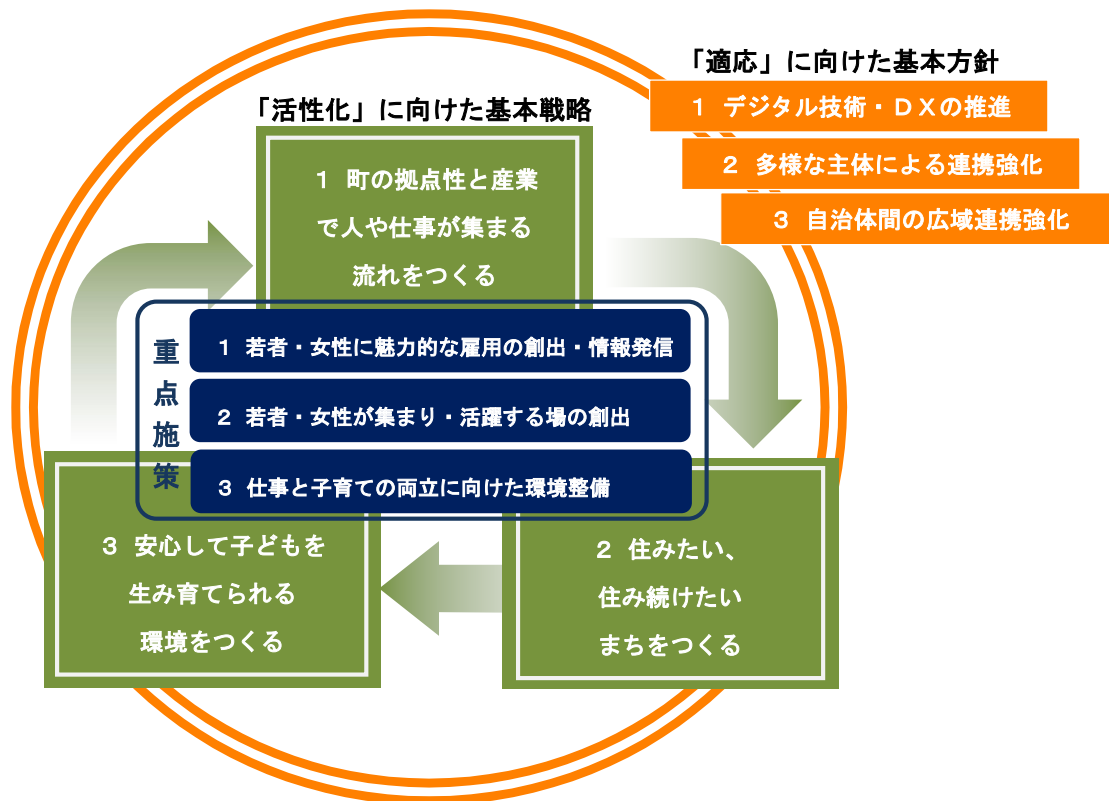 「適応」に向けた基本方針
1 デジタル技術・DXの推進
2 多様な主体による連携強化
3 自治体間の広域連携強化
「活性化」に向けた基本戦略
1 町の拠点性と産業
で人や仕事が集まる
流れをつくる
重点施策
1 若者・女性に魅力的な雇用の創出・情報発信
2 若者・女性が集まり・活躍する場の創出
3 仕事と子育ての両立に向けた環境整備
2 住みたい、
住み続けたい
まちをつくる
3 安心して子どもを
生み育てられる
環境をつくる